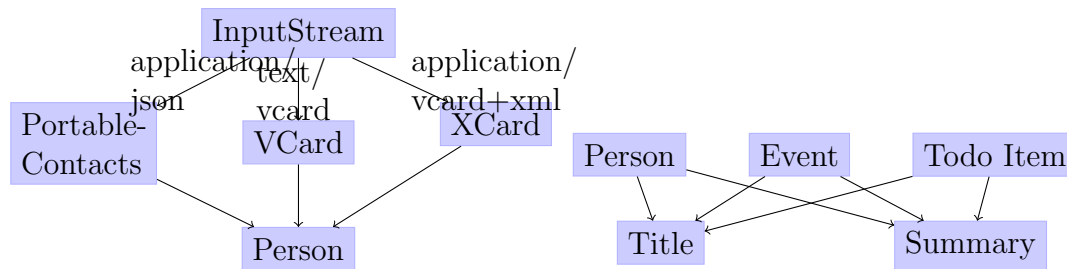 InputStream
application/
json
text/
vcard
application/
vcard+xml
Portable-
Contacts
VCard
XCard
Person
Person
Event
Todo Item
Title
Summary